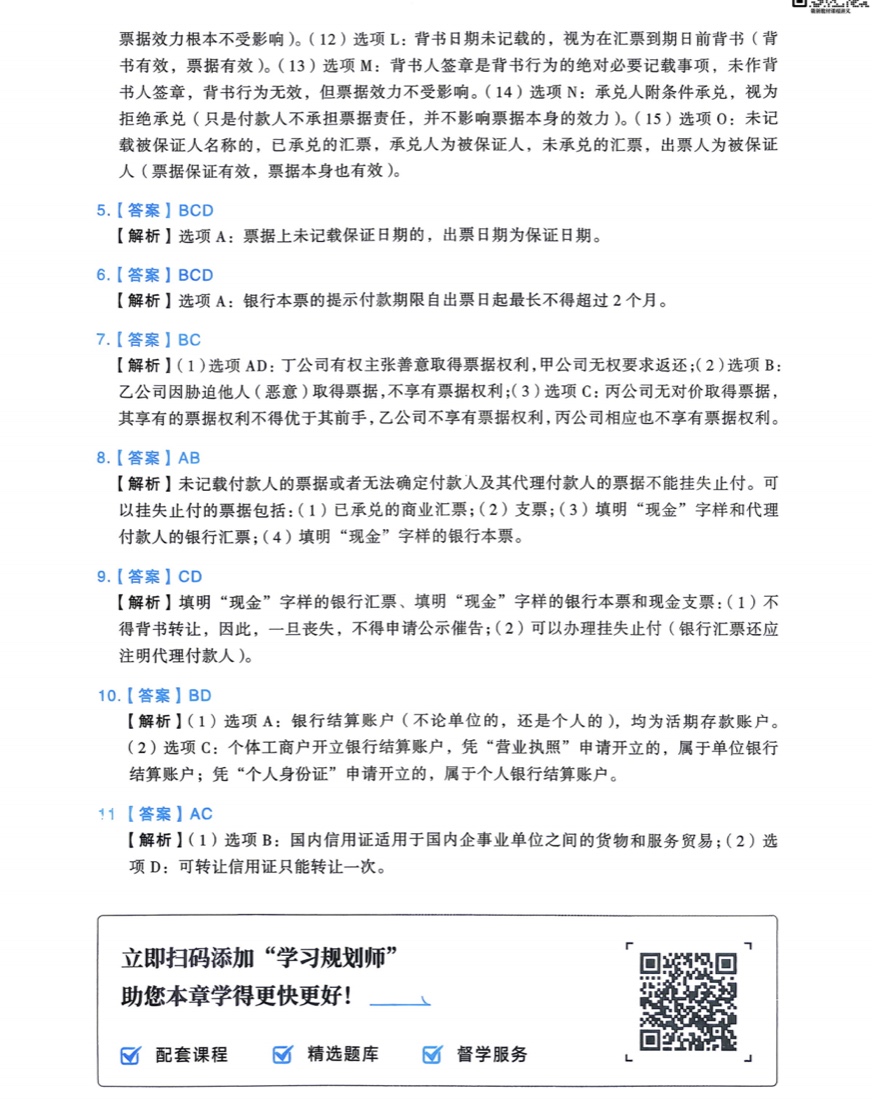 票据效力根本不受影响）。（12）选项 L：背书日期未记载的，视为在汇票到期日前背书（背
书有效，票据有效）。（13）选项 M：背书人签章是背书行为的绝对必要记载事项，未作背
书人签章，背书行为无效，但票据效力不受影响。（14）选项 N：承兑人附条件承兑，视为
拒绝承兑（只是付款人不承担票据责任，并不影响票据本身的效力）。（15）选项 O：未记
载被保证人名称的，已承兑的汇票，承兑人为被保证人，未承兑的汇票，出票人为被保证
人（票据保证有效，票据本身也有效）。
5.【答案】BCD
【解析】选项 A：票据上未记载保证日期的，出票日期为保证日期。
6.【答案】BCD
【解析】选项 A：银行本票的提示付款期限自出票日起最长不得超过 2 个月。
7.【答案】BC
【解析】（1）选项 AD：丁公司有权主张善意取得票据权利，甲公司无权要求返还；（2）选项 B：
乙公司因胁迫他人（恶意）取得票据，不享有票据权利；（3）选项 C：丙公司无对价取得票据，
其享有的票据权利不得优于其前手，乙公司不享有票据权利，丙公司相应也不享有票据权利。
8.【答案】AB
【解析】未记载付款人的票据或者无法确定付款人及其代理付款人的票据不能挂失止付。可
以挂失止付的票据包括：（1）已承兑的商业汇票；（2）支票；（3）填明“现金”字样和代理
付款人的银行汇票；（4）填明“现金”字样的银行本票。
9.【答案】CD
【解析】填明“现金”字样的银行汇票、填明“现金”字样的银行本票和现金支票：（1）不
得背书转让，因此，一旦丧失，不得申请公示催告；（2）可以办理挂失止付（银行汇票还应
注明代理付款人）。
10.【答案】BD
【解析】（1）选项 A：银行结算账户（不论单位的，还是个人的），均为活期存款账户。
（2）选项 C：个体工商户开立银行结算账户，凭“营业执照”申请开立的，属于单位银行
结算账户；凭“个人身份证”申请开立的，属于个人银行结算账户。
11【答案】AC
【解析】（1）选项 B：国内信用证适用于国内企事业单位之间的货物和服务贸易；（2）选
项 D：可转让信用证只能转让一次。
立即扫码添加“学习规划师”
助您本章学得更快更好！
配套课程 精选题库 督学服务